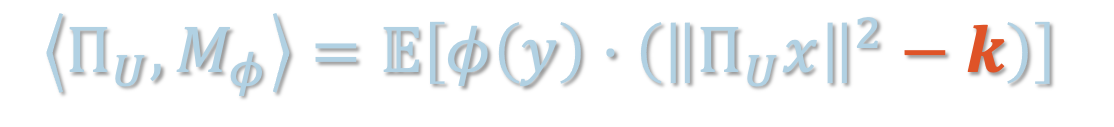 ⟨Π_U, M_ϕ⟩ = 𝔼[ϕ(y) · (‖Π_U x‖² − k)]